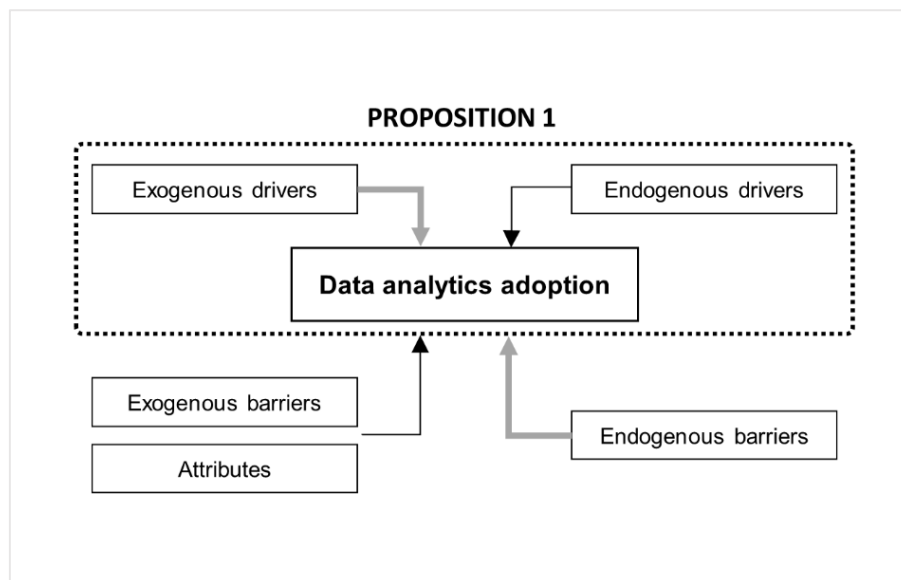 PROPOSITION 1
Exogenous drivers
Endogenous drivers
Data analytics adoption
Exogenous barriers
Endogenous barriers
Attributes